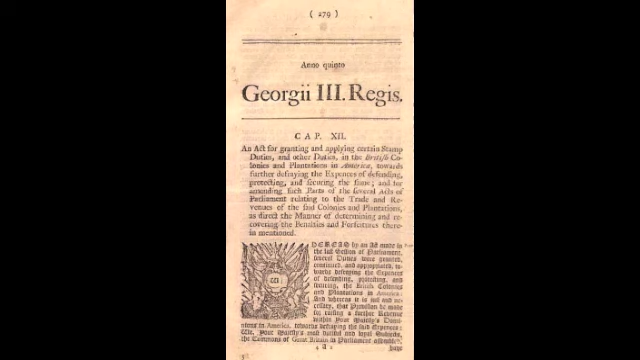 ( 279 )
Anno quinto
Georgii III. Regis.
CAP. XII.
An Act for granting and applying certain Stamp
Duties, and other Duties, in the British Co-
lonies and Plantations in America, towards
further defraying the Expences of defending,
protecting, and securing the same; and for
amending such Parts of the several Acts of
Parliament relating to the Trade and Re-
venues of the said Colonies and Plantations,
as direct the Manner of determining and re-
covering the Penalties and Forfeitures there-
in mentioned.
WHEREAS by an Act made in
the last Session of Parliament,
several Duties were granted,
continued, and appropriated, to-
wards defraying the Expences
of defending, protecting, and
securing, the British Colonies
and Plantations in America:
And whereas it is just and ne-
cessary, that Provision be made
for raising a further Revenue
within Your Majesty's Domi-
nions in America, towards defraying the said Expences:
We, Your Majesty's most dutiful and loyal Subjects,
the Commons of Great Britain in Parliament assembled,
4 A 2
have